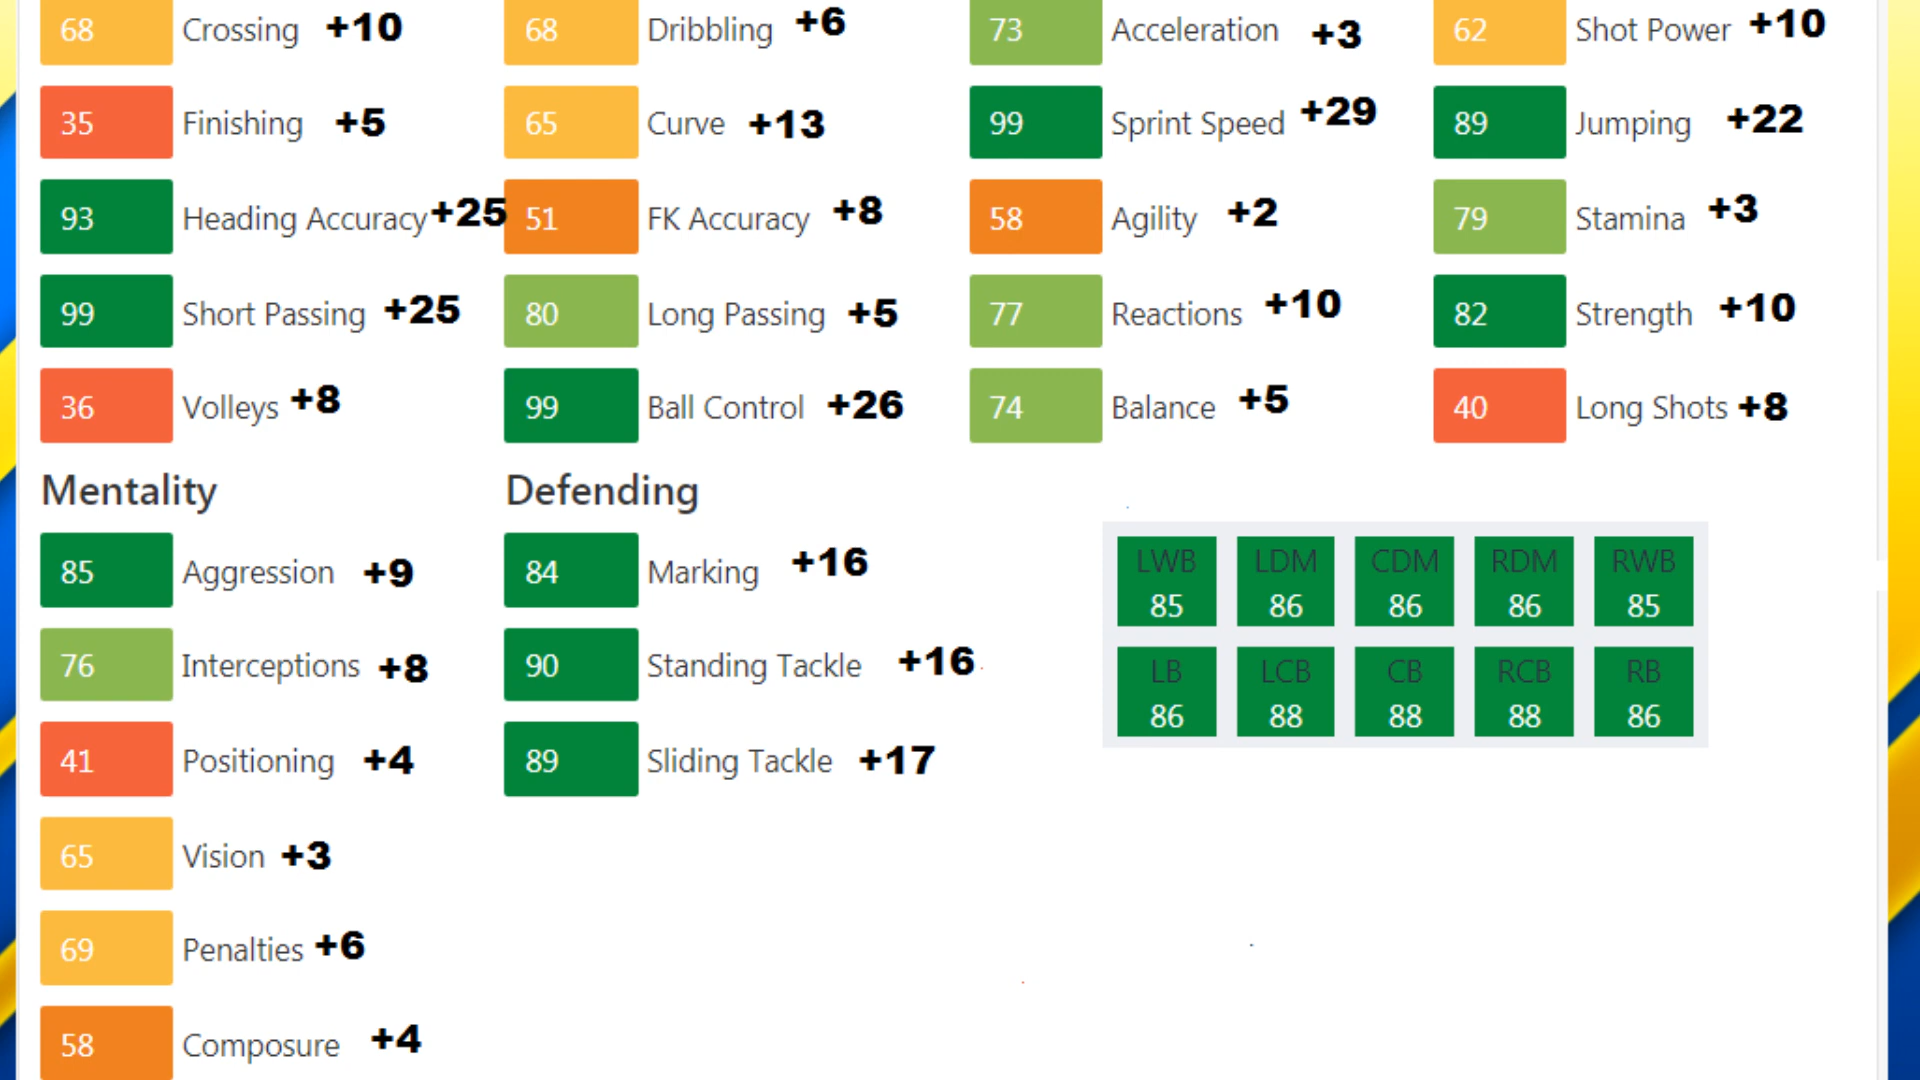 68 Crossing +10 68 Dribbling +6 73 Acceleration +3 62 Shot Power +10
35 Finishing +5 65 Curve +13 99 Sprint Speed +29 89 Jumping +22
93 Heading Accuracy +25 51 FK Accuracy +8 58 Agility +2 79 Stamina +3
99 Short Passing +25 80 Long Passing +5 77 Reactions +10 82 Strength +10
36 Volleys +8 99 Ball Control +26 74 Balance +5 40 Long Shots +8
Mentality Defending
85 Aggression +9 84 Marking +16
76 Interceptions +8 90 Standing Tackle +16
41 Positioning +4 89 Sliding Tackle +17
65 Vision +3
69 Penalties +6
58 Composure +4
LWB LDM CDM RDM RWB
85 86 86 86 85
LB LCB CB RCB RB
86 88 88 88 86